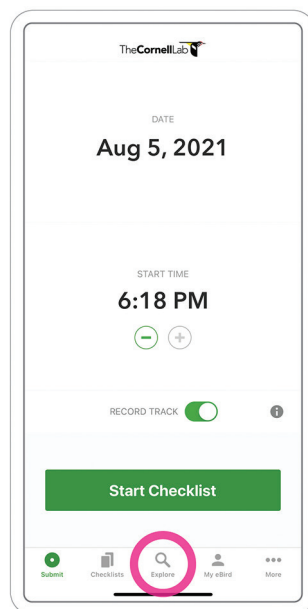 TheCornellLab
DATE
Aug 5, 2021
START TIME
6:18 PM
RECORD TRACK
Start Checklist
Submit Checklists Explore My eBird More